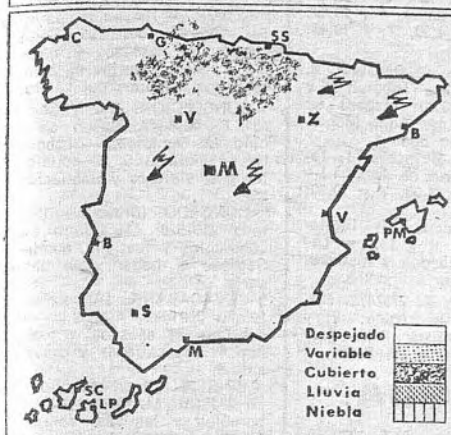 C
G
SS
V
Z
B
M
V
PM
B
S
M
SC
LP
Despejado
Variable
Cubierto
Lluvia
Niebla